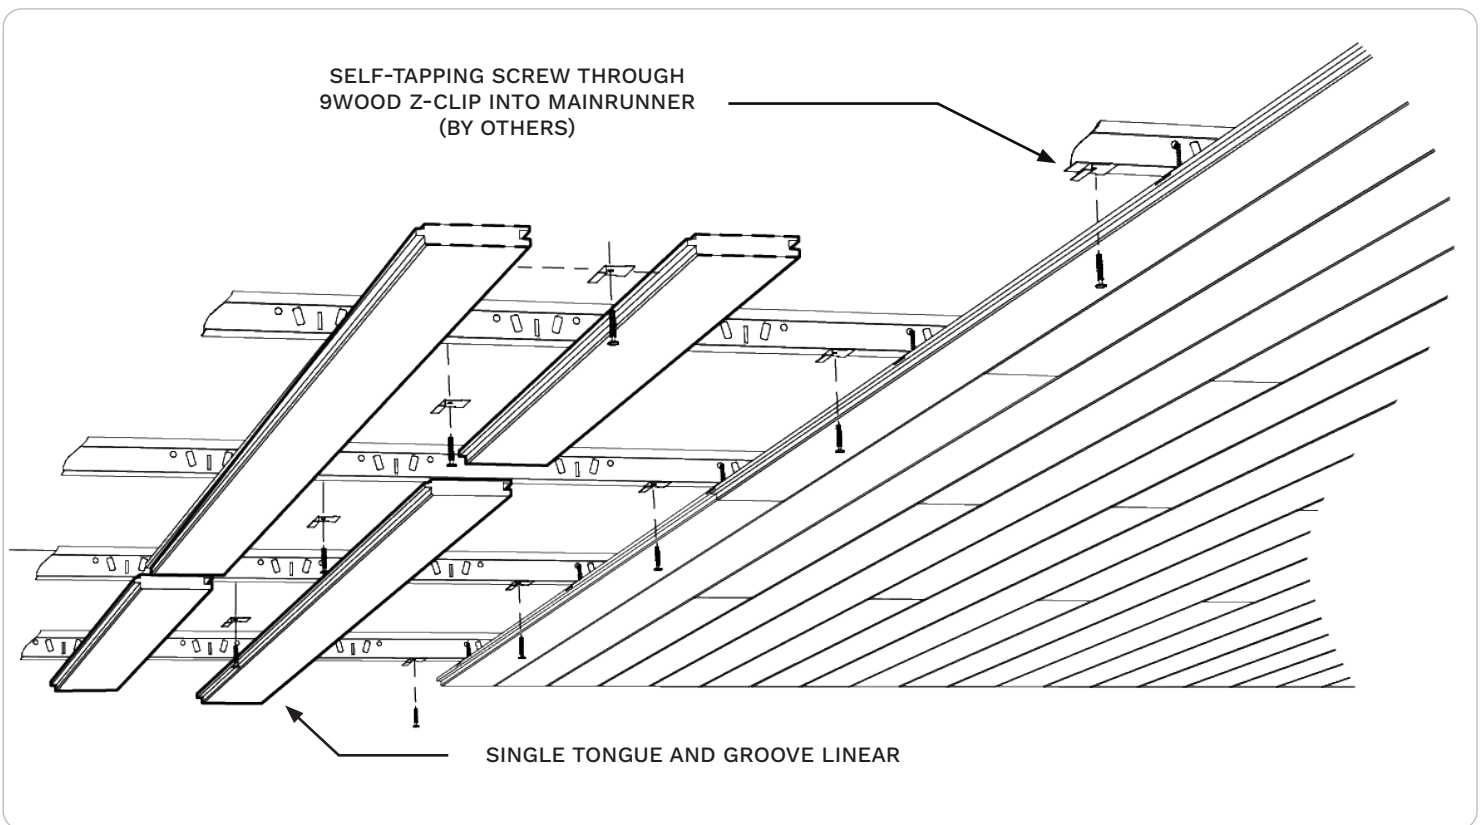 SELF-TAPPING SCREW THROUGH
9WOOD Z-CLIP INTO MAINRUNNER
(BY OTHERS)
SINGLE TONGUE AND GROOVE LINEAR